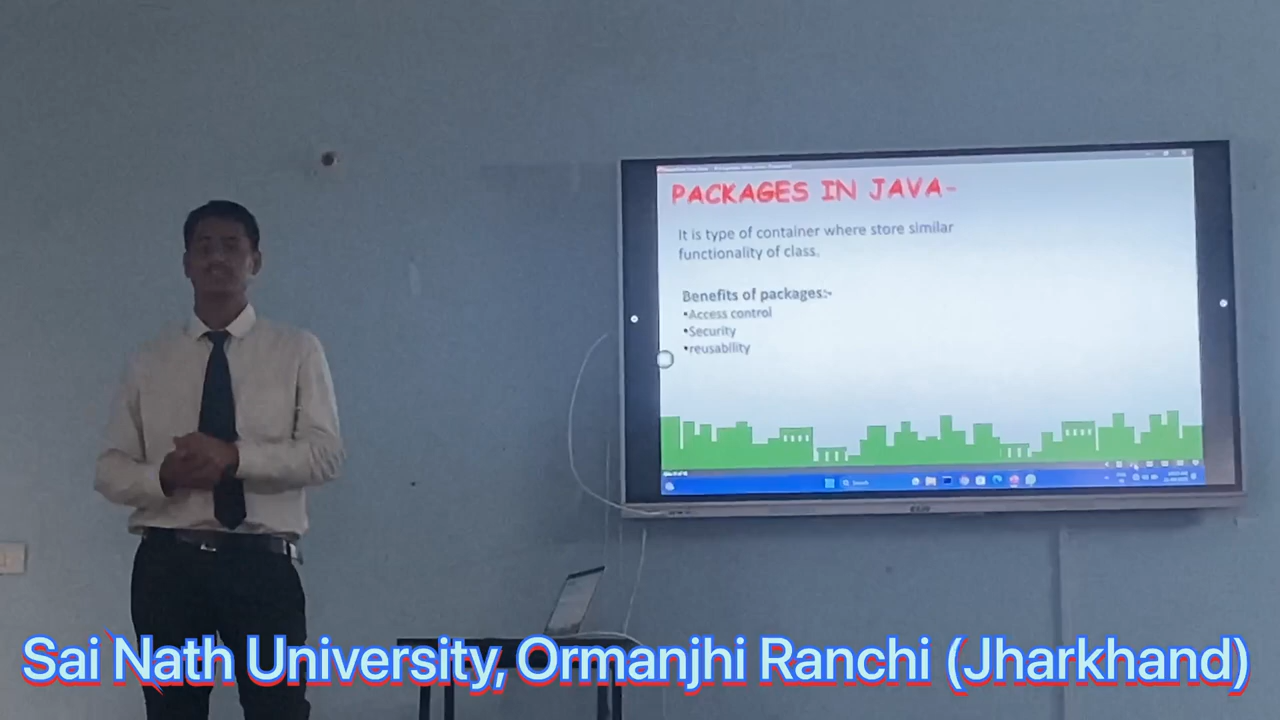 PACKAGES IN JAVA-
It is type of container where store similar
functionality of class.
Benefits of packages:-
•Access control
•Security
•reusability
Search
Sai Nath University, Ormanjhi Ranchi (Jharkhand)